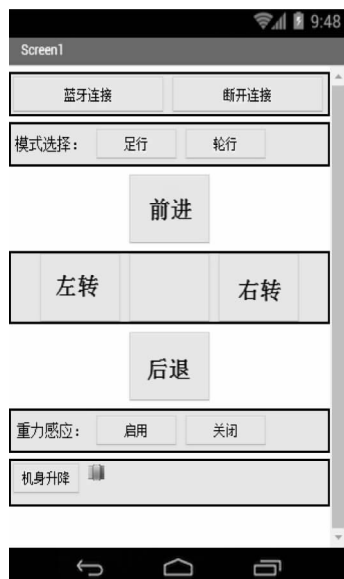 9:48
Screen1
蓝牙连接 断开连接
模式选择： 足行 轮行
前进
左转 右转
后退
重力感应： 启用 关闭
机身升降